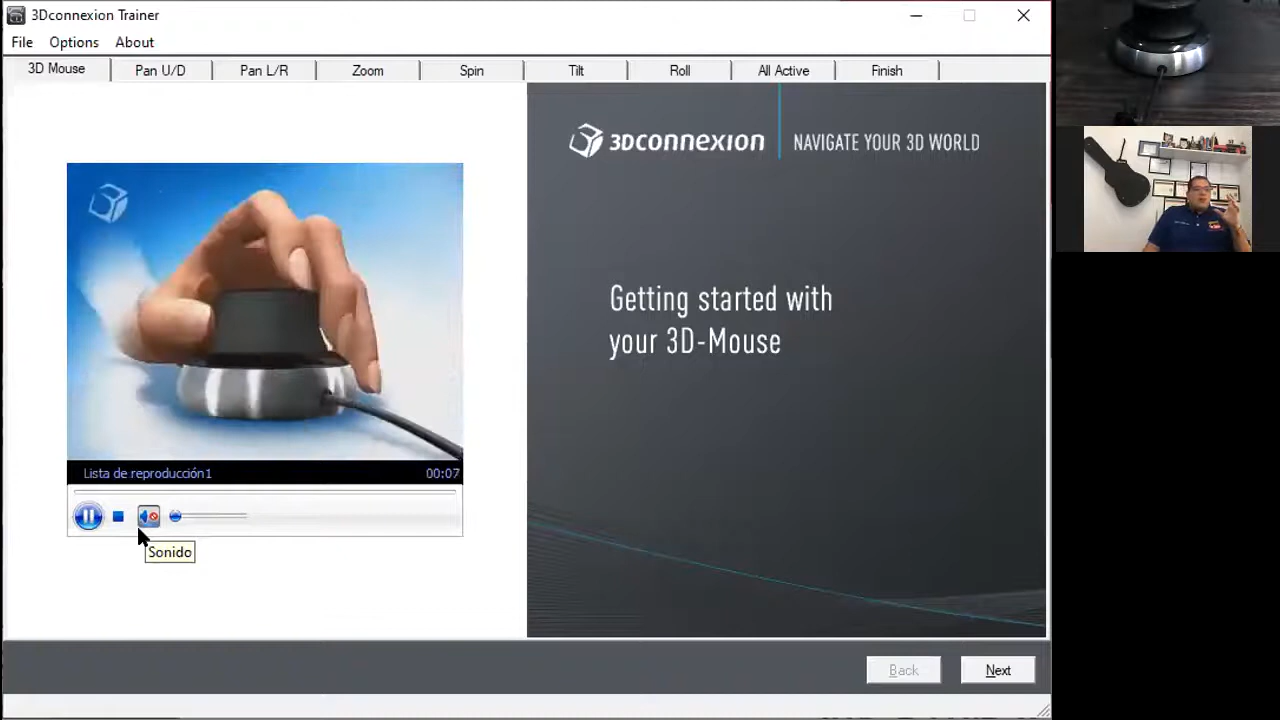 3Dconnexion Trainer
File Options About
3D Mouse Pan U/D Pan L/R Zoom Spin Tilt Roll All Active Finish
3Dconnexion NAVIGATE YOUR 3D WORLD
Getting started with
your 3D-Mouse
Lista de reproducción1 00:07
Sonido
Back Next